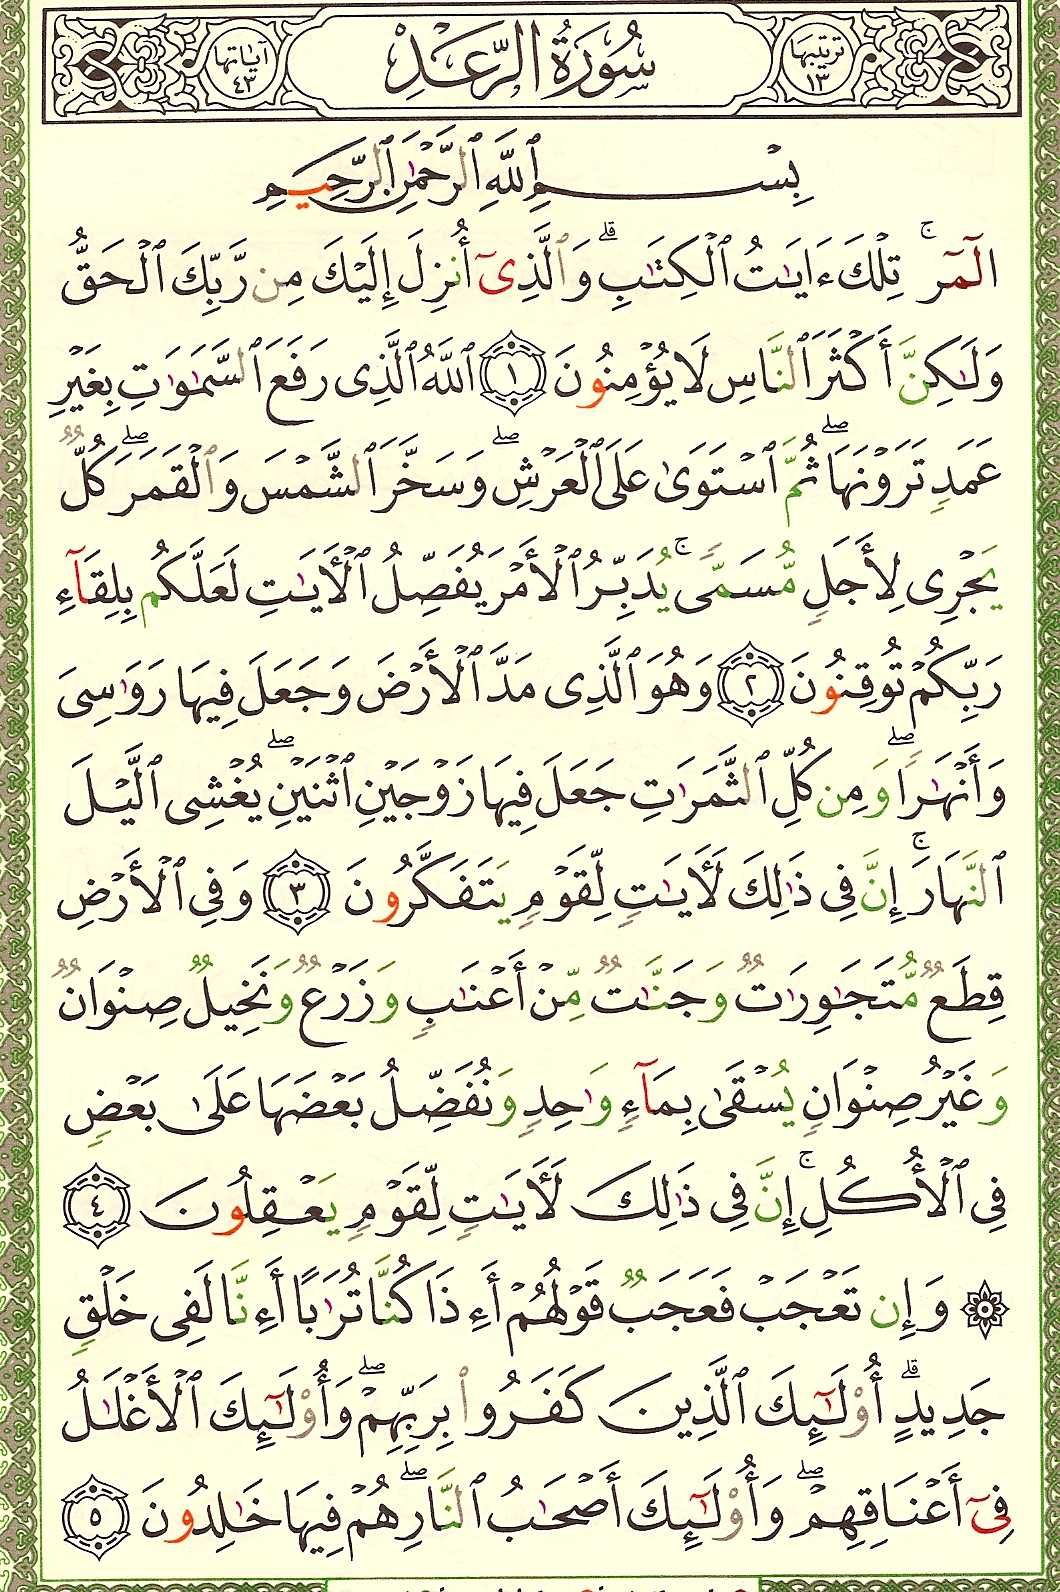 ترتيبها ١٣
سُورَةُ الرَّعْدِ
آياتها ٤٣
بِسْمِ ٱللَّهِ ٱلرَّحْمَٰنِ ٱلرَّحِيمِ
الٓمٓر ۚ تِلْكَ ءَايَٰتُ ٱلْكِتَٰبِ ۗ وَٱلَّذِىٓ أُنزِلَ إِلَيْكَ مِن رَّبِّكَ ٱلْحَقُّ
وَلَٰكِنَّ أَكْثَرَ ٱلنَّاسِ لَا يُؤْمِنُونَ ١ ٱللَّهُ ٱلَّذِى رَفَعَ ٱلسَّمَٰوَٰتِ بِغَيْرِ
عَمَدٍ تَرَوْنَهَا ۖ ثُمَّ ٱسْتَوَىٰ عَلَى ٱلْعَرْشِ ۖ وَسَخَّرَ ٱلشَّمْسَ وَٱلْقَمَرَ ۖ كُلٌّ
يَجْرِى لِأَجَلٍ مُّسَمًّى ۚ يُدَبِّرُ ٱلْأَمْرَ يُفَصِّلُ ٱلْأَيَٰتِ لَعَلَّكُم بِلِقَآءِ
رَبِّكُمْ تُوقِنُونَ ٢ وَهُوَ ٱلَّذِى مَدَّ ٱلْأَرْضَ وَجَعَلَ فِيهَا رَوَٰسِىَ
وَأَنْهَٰرًا ۖ وَمِن كُلِّ ٱلثَّمَرَٰتِ جَعَلَ فِيهَا زَوْجَيْنِ ٱثْنَيْنِ ۖ يُغْشِى ٱلَّيْلَ
ٱلنَّهَارَ ۚ إِنَّ فِى ذَٰلِكَ لَأَيَٰتٍ لِّقَوْمٍ يَتَفَكَّرُونَ ٣ وَفِى ٱلْأَرْضِ
قِطَعٌ مُّتَجَٰوِرَٰتٌ وَجَنَّٰتٌ مِّنْ أَعْنَٰبٍ وَزَرْعٌ وَنَخِيلٌ صِنْوَانٌ
وَغَيْرُ صِنْوَانٍ يُسْقَىٰ بِمَآءٍ وَٰحِدٍ وَنُفَضِّلُ بَعْضَهَا عَلَىٰ بَعْضٍ
فِى ٱلْأُكُلِ ۚ إِنَّ فِى ذَٰلِكَ لَأَيَٰتٍ لِّقَوْمٍ يَعْقِلُونَ ٤
۞ وَإِن تَعْجَبْ فَعَجَبٌ قَوْلُهُمْ أَءِذَا كُنَّا تُرَٰبًا أَءِنَّا لَفِى خَلْقٍ
جَدِيدٍ ۗ أُو۟لَٰٓئِكَ ٱلَّذِينَ كَفَرُوا۟ بِرَبِّهِمْ ۖ وَأُو۟لَٰٓئِكَ ٱلْأَغْلَٰلُ
فِىٓ أَعْنَاقِهِمْ ۖ وَأُو۟لَٰٓئِكَ أَصْحَٰبُ ٱلنَّارِ ۖ هُمْ فِيهَا خَٰلِدُونَ ٥